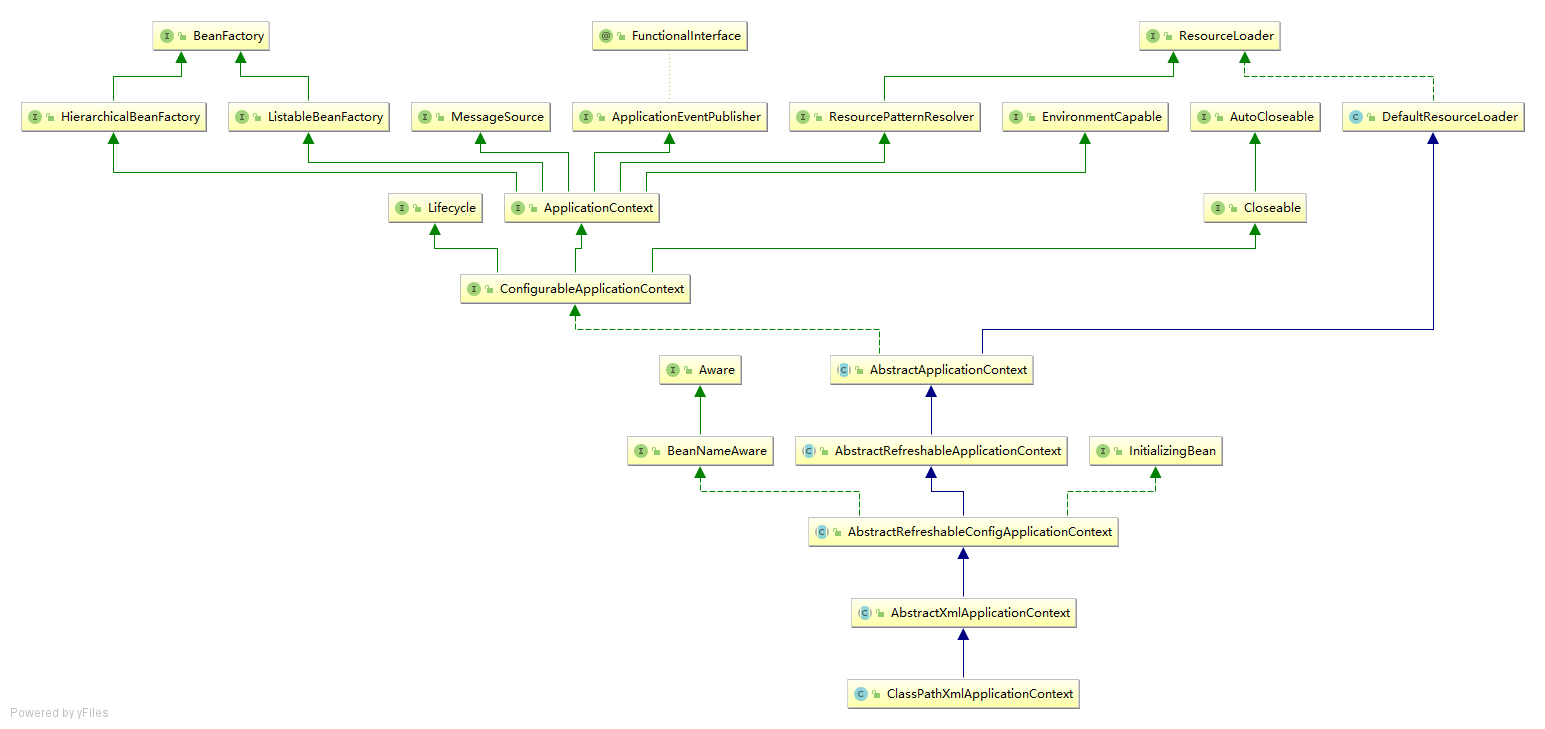 BeanFactory
FunctionalInterface
ResourceLoader
HierarchicalBeanFactory
ListableBeanFactory
MessageSource
ApplicationEventPublisher
ResourcePatternResolver
EnvironmentCapable
AutoCloseable
DefaultResourceLoader
Lifecycle
ApplicationContext
Closeable
ConfigurableApplicationContext
Aware
AbstractApplicationContext
BeanNameAware
AbstractRefreshableApplicationContext
InitializingBean
AbstractRefreshableConfigApplicationContext
AbstractXmlApplicationContext
ClassPathXmlApplicationContext
Powered by yFiles